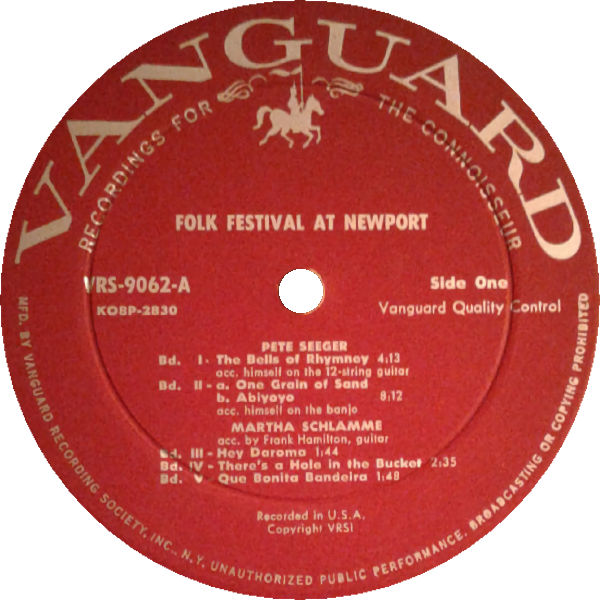 VANGUARD
RECORDINGS FOR THE CONNOISSEUR
FOLK FESTIVAL AT NEWPORT
VRS-9062-A
Side One
KOBP-2830
Vanguard Quality Control
PETE SEEGER
Bd. I - The Bells of Rhymney 4:13
acc. himself on the 12-string guitar
Bd. II - a. One Grain of Sand
b. Abiyoyo 8:12
acc. himself on the banjo
MARTHA SCHLAMME
acc. by Frank Hamilton, guitar
Bd. III - Hey Daroma 1:44
Bd. IV - There's a Hole in the Bucket 2:35
Bd. V - Que Bonita Bandeira 1:48
Recorded in U.S.A.
Copyright VRSI
MFD. BY VANGUARD RECORDING SOCIETY, INC., N.Y. UNAUTHORIZED PUBLIC PERFORMANCE, BROADCASTING OR COPYING PROHIBITED